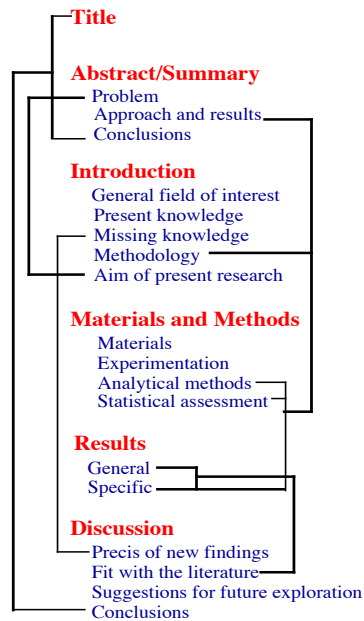 Title
Abstract/Summary
Problem
Approach and results
Conclusions
Introduction
General field of interest
Present knowledge
Missing knowledge
Methodology
Aim of present research
Materials and Methods
Materials
Experimentation
Analytical methods
Statistical assessment
Results
General
Specific
Discussion
Precis of new findings
Fit with the literature
Suggestions for future exploration
Conclusions